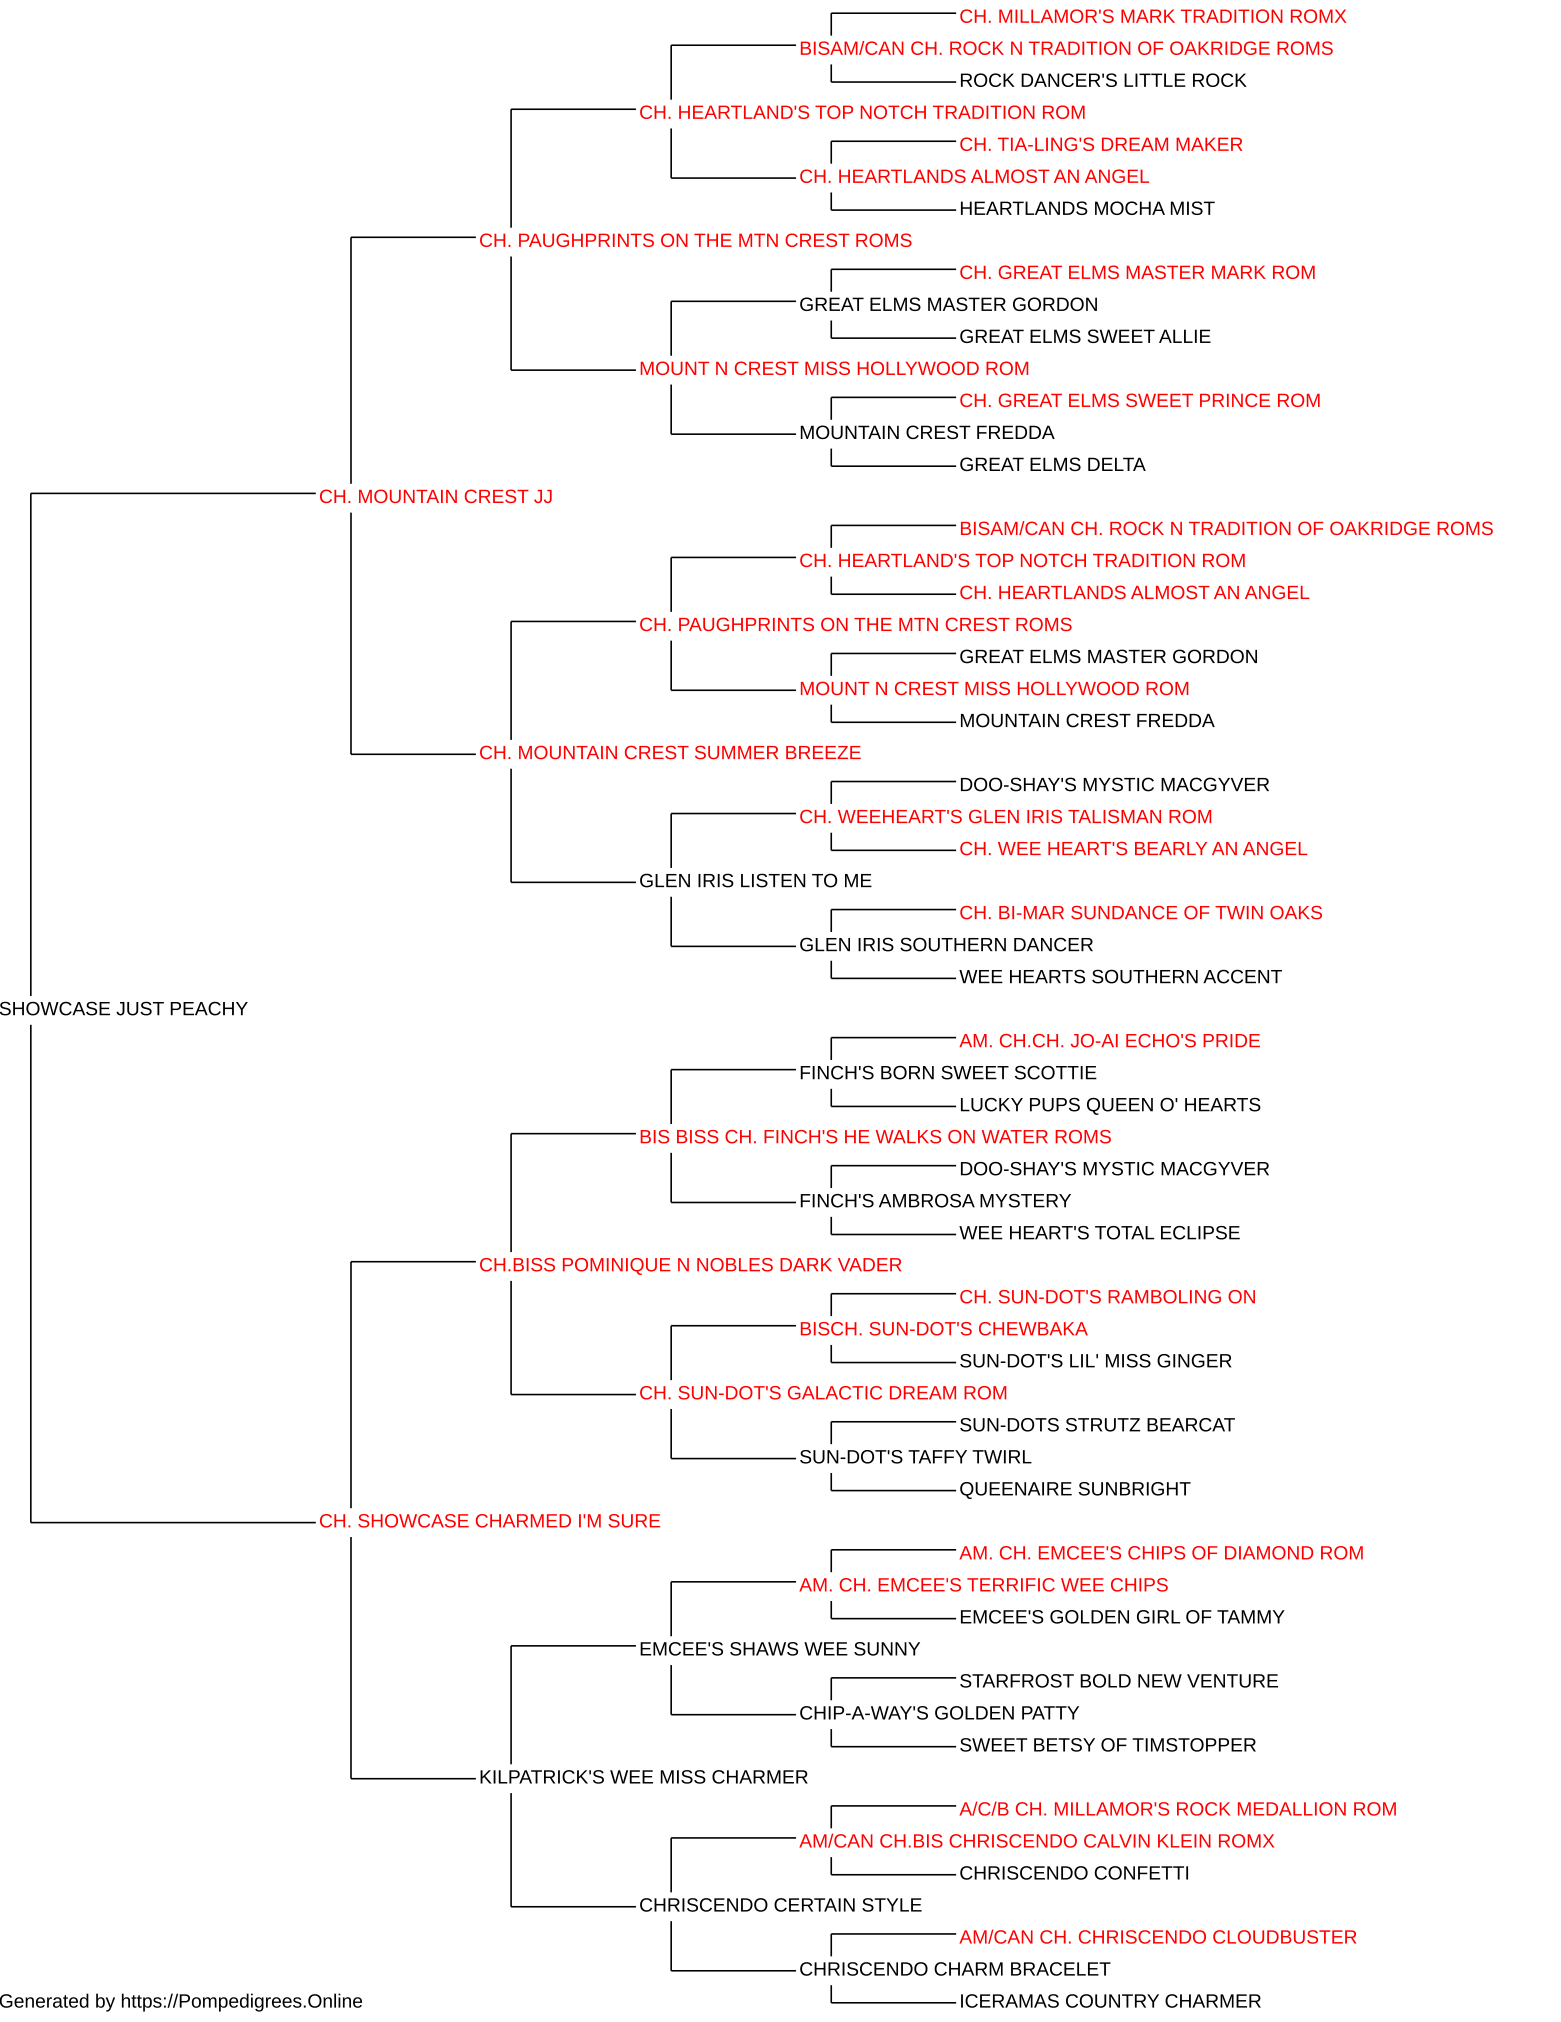 CH. MILLAMOR'S MARK TRADITION ROMX
BISAM/CAN CH. ROCK N TRADITION OF OAKRIDGE ROMS
ROCK DANCER'S LITTLE ROCK
CH. HEARTLAND'S TOP NOTCH TRADITION ROM
CH. TIA-LING'S DREAM MAKER
CH. HEARTLANDS ALMOST AN ANGEL
HEARTLANDS MOCHA MIST
CH. PAUGHPRINTS ON THE MTN CREST ROMS
CH. GREAT ELMS MASTER MARK ROM
GREAT ELMS MASTER GORDON
GREAT ELMS SWEET ALLIE
MOUNT N CREST MISS HOLLYWOOD ROM
CH. GREAT ELMS SWEET PRINCE ROM
MOUNTAIN CREST FREDDA
GREAT ELMS DELTA
CH. MOUNTAIN CREST JJ
BISAM/CAN CH. ROCK N TRADITION OF OAKRIDGE ROMS
CH. HEARTLAND'S TOP NOTCH TRADITION ROM
CH. HEARTLANDS ALMOST AN ANGEL
CH. PAUGHPRINTS ON THE MTN CREST ROMS
GREAT ELMS MASTER GORDON
MOUNT N CREST MISS HOLLYWOOD ROM
MOUNTAIN CREST FREDDA
CH. MOUNTAIN CREST SUMMER BREEZE
DOO-SHAY'S MYSTIC MACGYVER
CH. WEEHEART'S GLEN IRIS TALISMAN ROM
CH. WEE HEART'S BEARLY AN ANGEL
GLEN IRIS LISTEN TO ME
CH. BI-MAR SUNDANCE OF TWIN OAKS
GLEN IRIS SOUTHERN DANCER
WEE HEARTS SOUTHERN ACCENT
SHOWCASE JUST PEACHY
AM. CH.CH. JO-AI ECHO'S PRIDE
FINCH'S BORN SWEET SCOTTIE
LUCKY PUPS QUEEN O' HEARTS
BIS BISS CH. FINCH'S HE WALKS ON WATER ROMS
DOO-SHAY'S MYSTIC MACGYVER
FINCH'S AMBROSA MYSTERY
WEE HEART'S TOTAL ECLIPSE
CH.BISS POMINIQUE N NOBLES DARK VADER
CH. SUN-DOT'S RAMBOLING ON
BISCH. SUN-DOT'S CHEWBAKA
SUN-DOT'S LIL' MISS GINGER
CH. SUN-DOT'S GALACTIC DREAM ROM
SUN-DOTS STRUTZ BEARCAT
SUN-DOT'S TAFFY TWIRL
QUEENAIRE SUNBRIGHT
CH. SHOWCASE CHARMED I'M SURE
AM. CH. EMCEE'S CHIPS OF DIAMOND ROM
AM. CH. EMCEE'S TERRIFIC WEE CHIPS
EMCEE'S GOLDEN GIRL OF TAMMY
EMCEE'S SHAWS WEE SUNNY
STARFROST BOLD NEW VENTURE
CHIP-A-WAY'S GOLDEN PATTY
SWEET BETSY OF TIMSTOPPER
KILPATRICK'S WEE MISS CHARMER
A/C/B CH. MILLAMOR'S ROCK MEDALLION ROM
AM/CAN CH.BIS CHRISCENDO CALVIN KLEIN ROMX
CHRISCENDO CONFETTI
CHRISCENDO CERTAIN STYLE
AM/CAN CH. CHRISCENDO CLOUDBUSTER
CHRISCENDO CHARM BRACELET
ICERAMAS COUNTRY CHARMER
Generated by https://Pompedigrees.Online